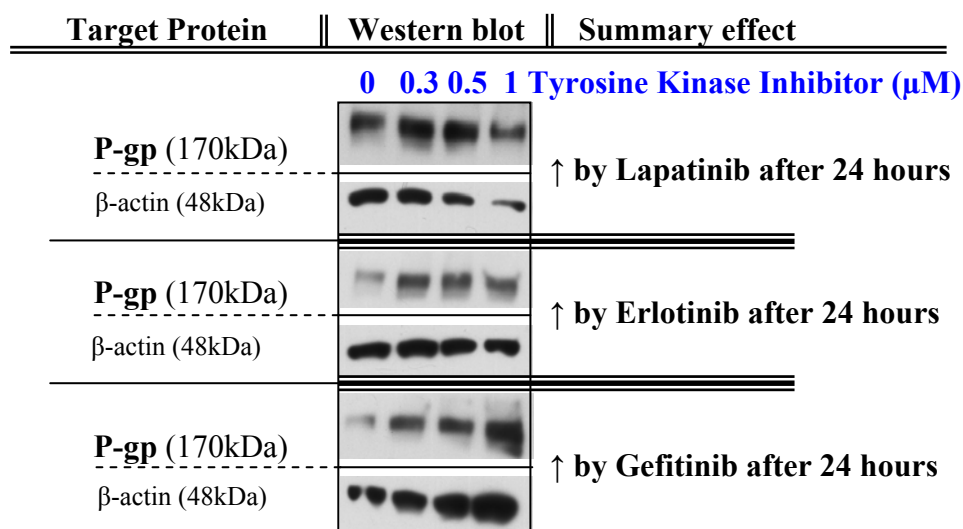 Target Protein || Western blot || Summary effect
0 0.3 0.5 1 Tyrosine Kinase Inhibitor (µM)
P-gp (170kDa)
↑ by Lapatinib after 24 hours
β-actin (48kDa)
P-gp (170kDa)
↑ by Erlotinib after 24 hours
β-actin (48kDa)
P-gp (170kDa)
↑ by Gefitinib after 24 hours
β-actin (48kDa)